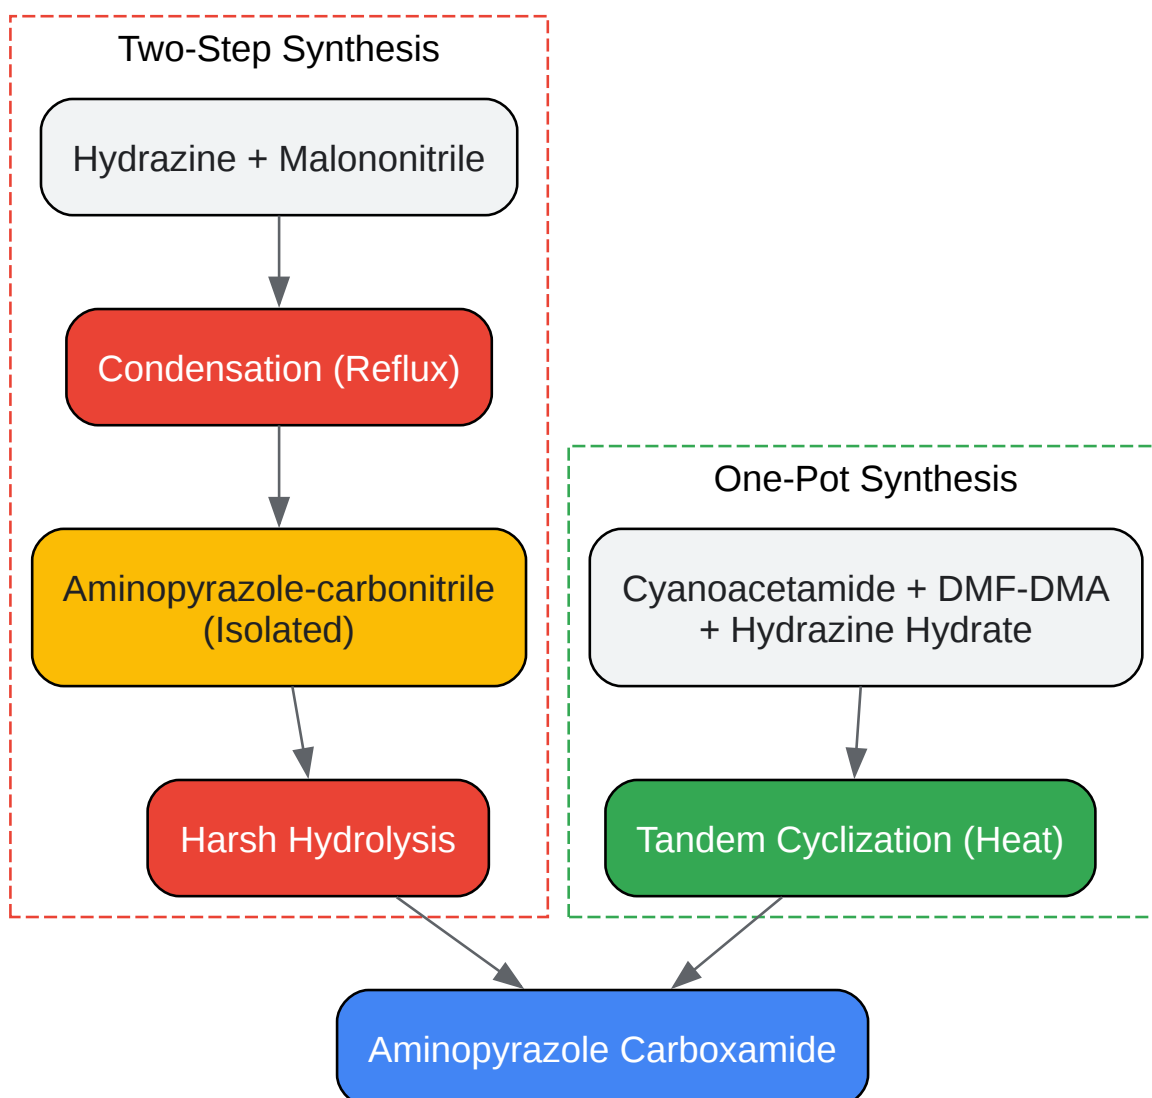 Two-Step Synthesis
Hydrazine + Malononitrile
Condensation (Reflux)
Aminopyrazole-carbonitrile
(Isolated)
Harsh Hydrolysis
One-Pot Synthesis
Cyanoacetamide + DMF-DMA
+ Hydrazine Hydrate
Tandem Cyclization (Heat)
Aminopyrazole Carboxamide